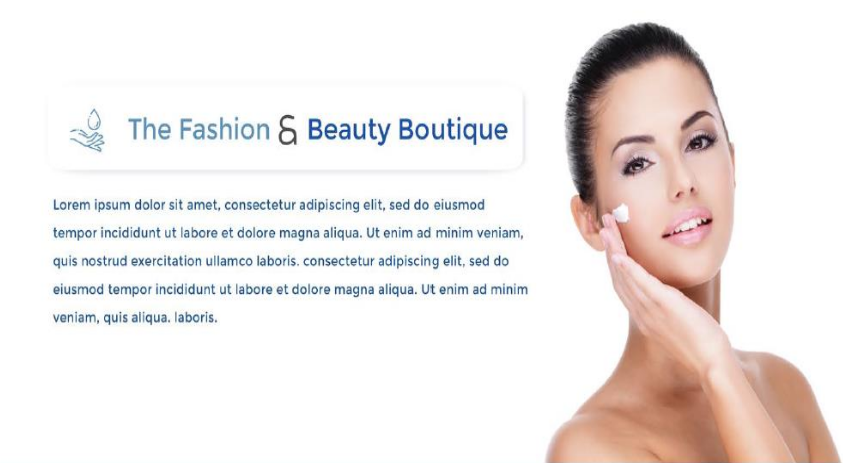 The Fashion & Beauty Boutique
Lorem ipsum dolor sit amet, consectetur adipiscing elit, sed do eiusmod
tempor incididunt ut labore et dolore magna aliqua. Ut enim ad minim veniam,
quis nostrud exercitation ullamco laboris. consectetur adipiscing elit, sed do
eiusmod tempor incididunt ut labore et dolore magna aliqua. Ut enim ad minim
veniam, quis aliqua. laboris.